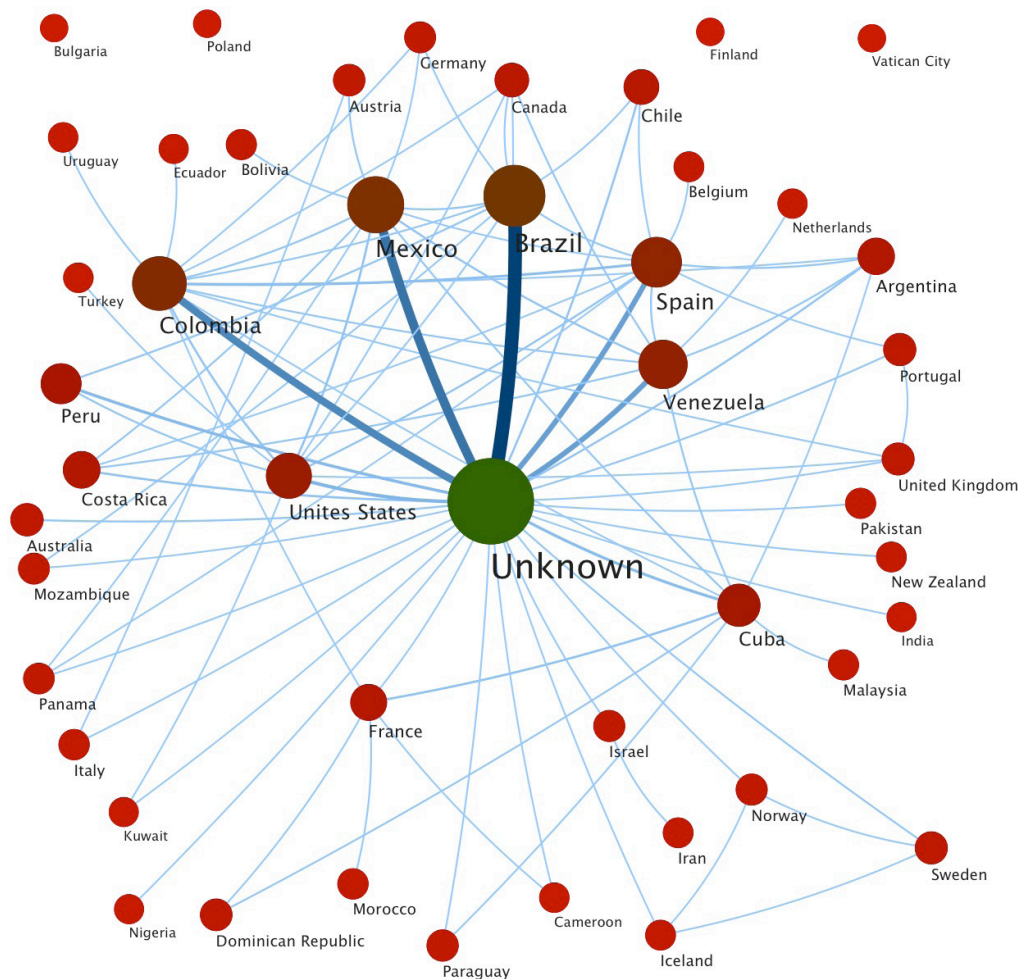 Bulgaria
Poland
Finland
Vatican City
Germany
Austria
Canada
Chile
Uruguay
Ecuador
Bolivia
Belgium
Netherlands
Mexico
Brazil
Argentina
Turkey
Colombia
Spain
Peru
Venezuela
Portugal
Costa Rica
Unites States
United Kingdom
Australia
Unknown
Pakistan
Mozambique
New Zealand
Cuba
India
Malaysia
Panama
France
Israel
Italy
Kuwait
Norway
Iran
Sweden
Nigeria
Dominican Republic
Morocco
Cameroon
Paraguay
Iceland